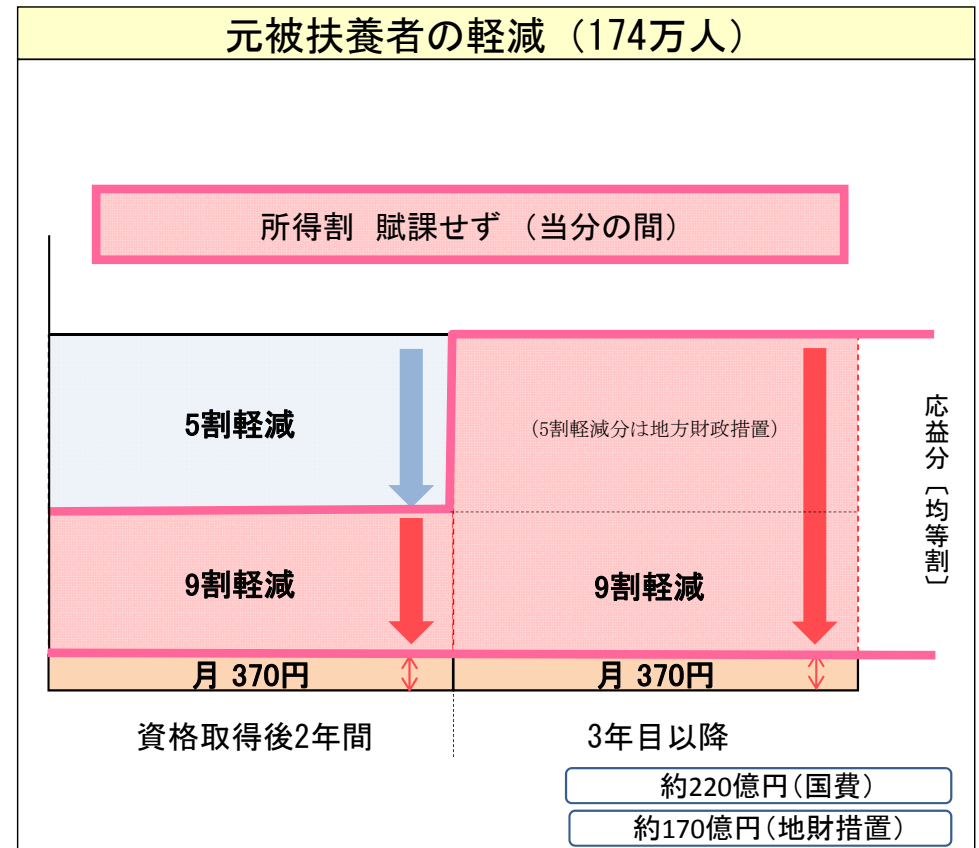 元被扶養者の軽減（174万人）
所得割 賦課せず（当分の間）
5割軽減
（5割軽減分は地方財政措置）
9割軽減
9割軽減
応益分〔均等割〕
月 370円
月 370円
資格取得後2年間
3年目以降
約220億円（国費）
約170億円（地財措置）